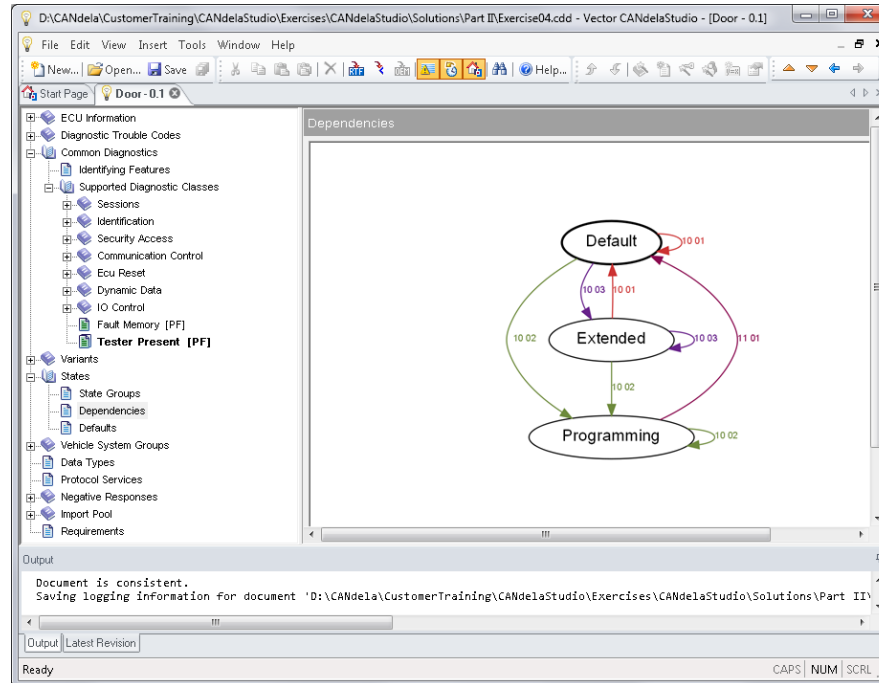 D:\CANdela\CustomerTraining\CANdelaStudio\Exercises\CANdelaStudio\Solutions\Part II\Exercise04.cdd - Vector CANdelaStudio - [Door - 0.1]
File Edit View Insert Tools Window Help
New... Open... Save RTF Help...
Start Page Door - 0.1
ECU Information
Diagnostic Trouble Codes
Common Diagnostics
Identifying Features
Supported Diagnostic Classes
Sessions
Identification
Security Access
Communication Control
Ecu Reset
Dynamic Data
IO Control
Fault Memory [PF]
Tester Present [PF]
Variants
States
State Groups
Dependencies
Defaults
Vehicle System Groups
Data Types
Protocol Services
Negative Responses
Import Pool
Requirements
Dependencies
Default
10 01
10 03
10 01
10 02
Extended
10 03
11 01
10 02
Programming
10 02
Output
Document is consistent.
Saving logging information for document 'D:\CANdela\CustomerTraining\CANdelaStudio\Exercises\CANdelaStudio\Solutions\Part II\
Output Latest Revision
Ready
CAPS NUM SCRL